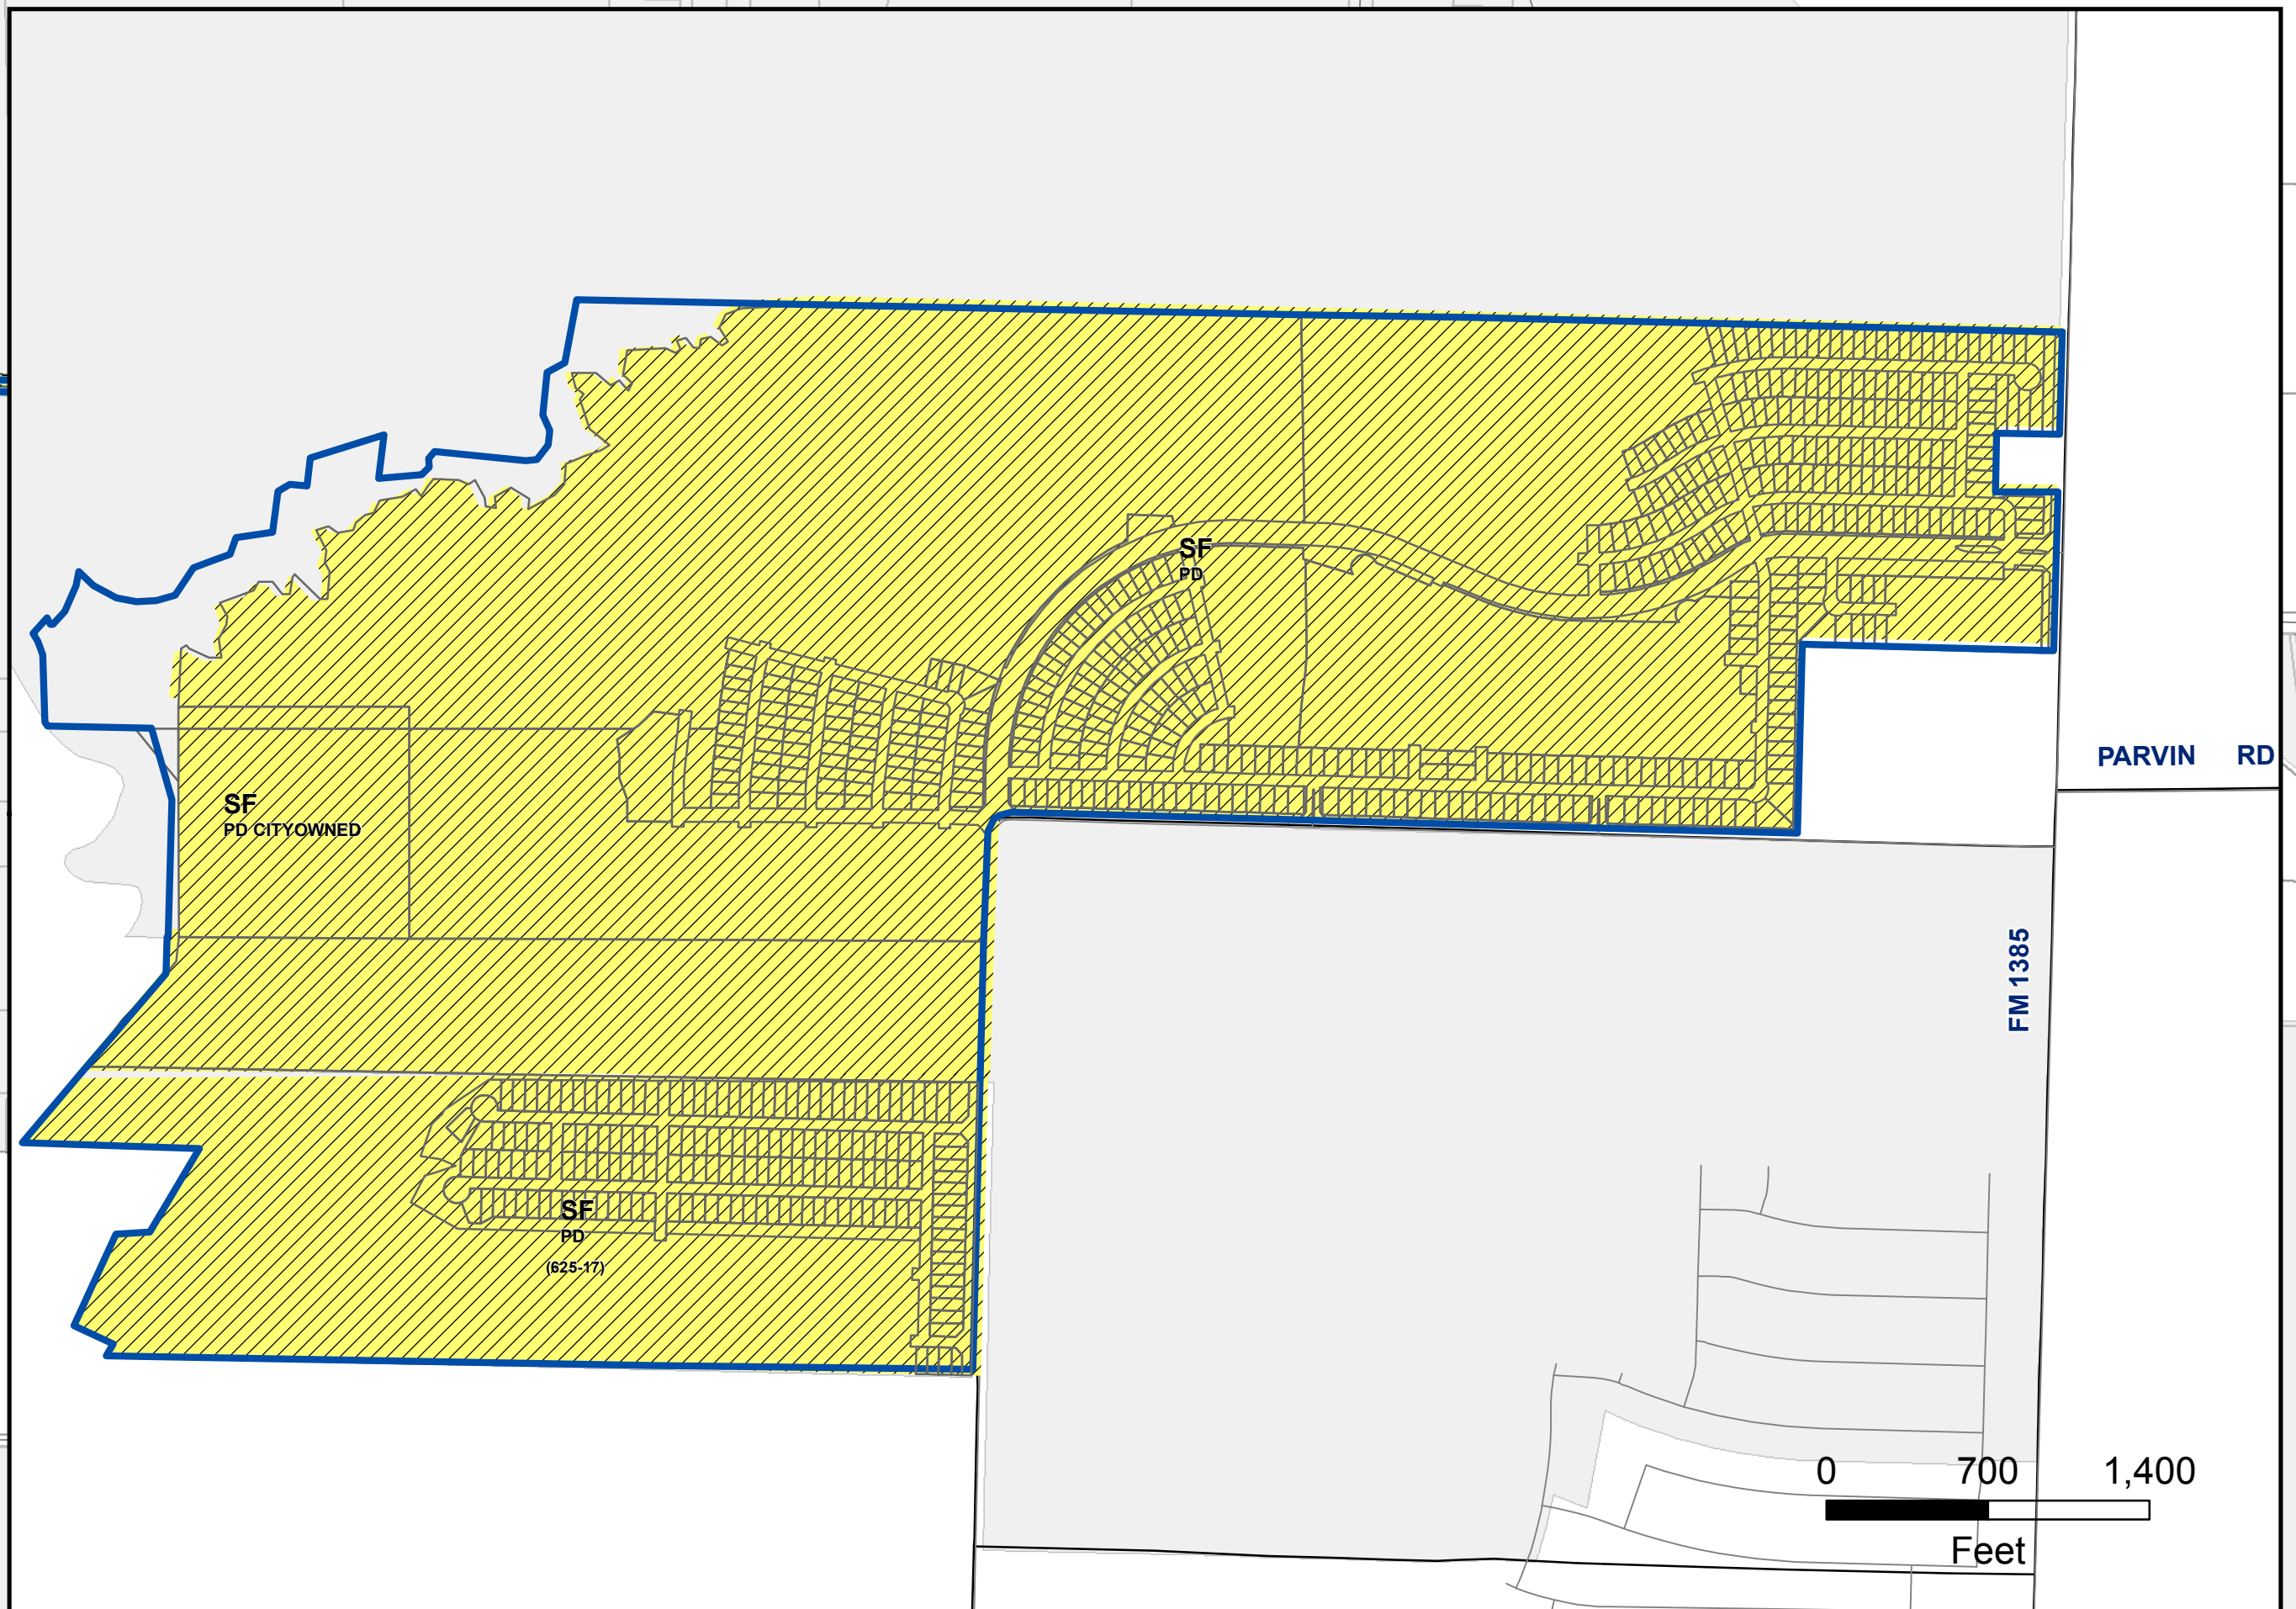 SF
PD
PARVIN RD
SF
PD CITYOWNED
FM 1385
SF
PD
(625-17)
0 700 1,400
Feet